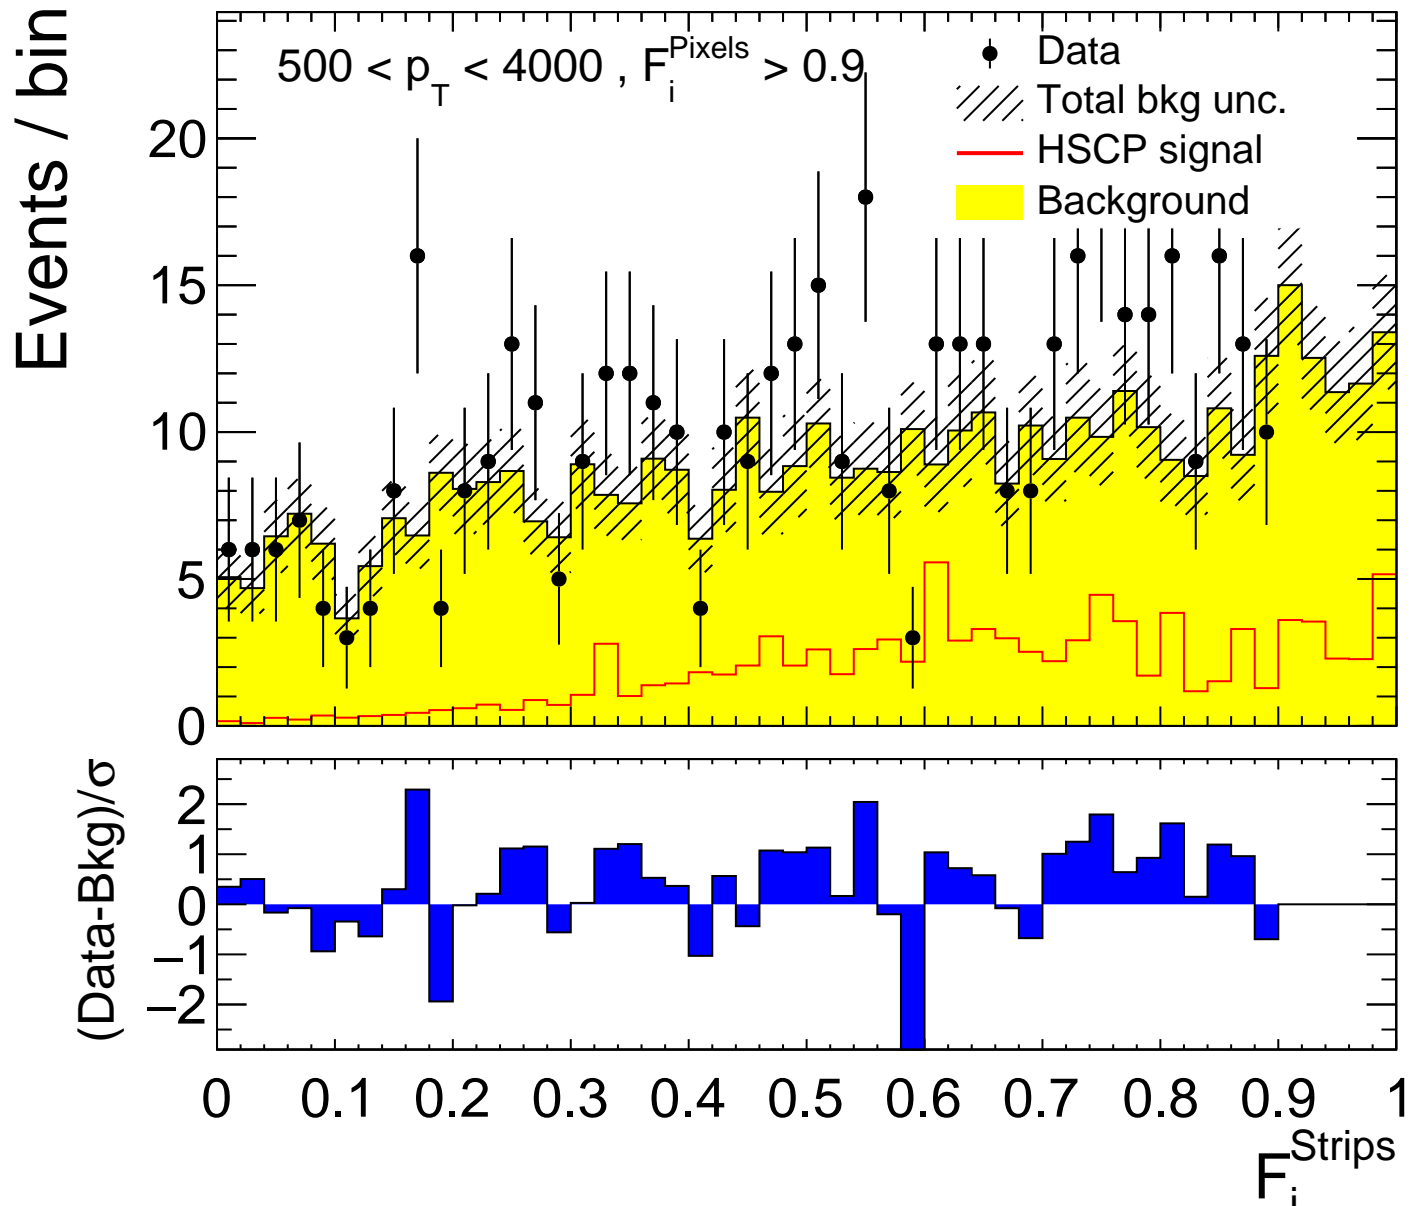 500 < p_T < 4000 , F_i^Pixels > 0.9
Data
Total bkg unc.
HSCP signal
Background
Events / bin
20
15
10
5
0
(Data-Bkg)/σ
2
1
0
−1
−2
0 0.1 0.2 0.3 0.4 0.5 0.6 0.7 0.8 0.9 1
F_i^Strips